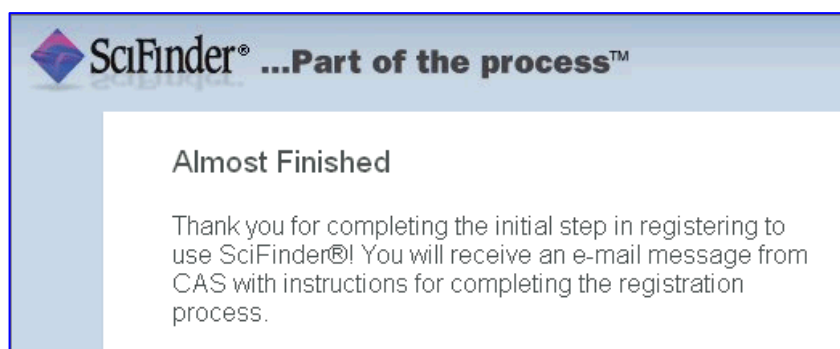 SciFinder® ...Part of the process™
Almost Finished
Thank you for completing the initial step in registering to
use SciFinder®! You will receive an e-mail message from
CAS with instructions for completing the registration
process.